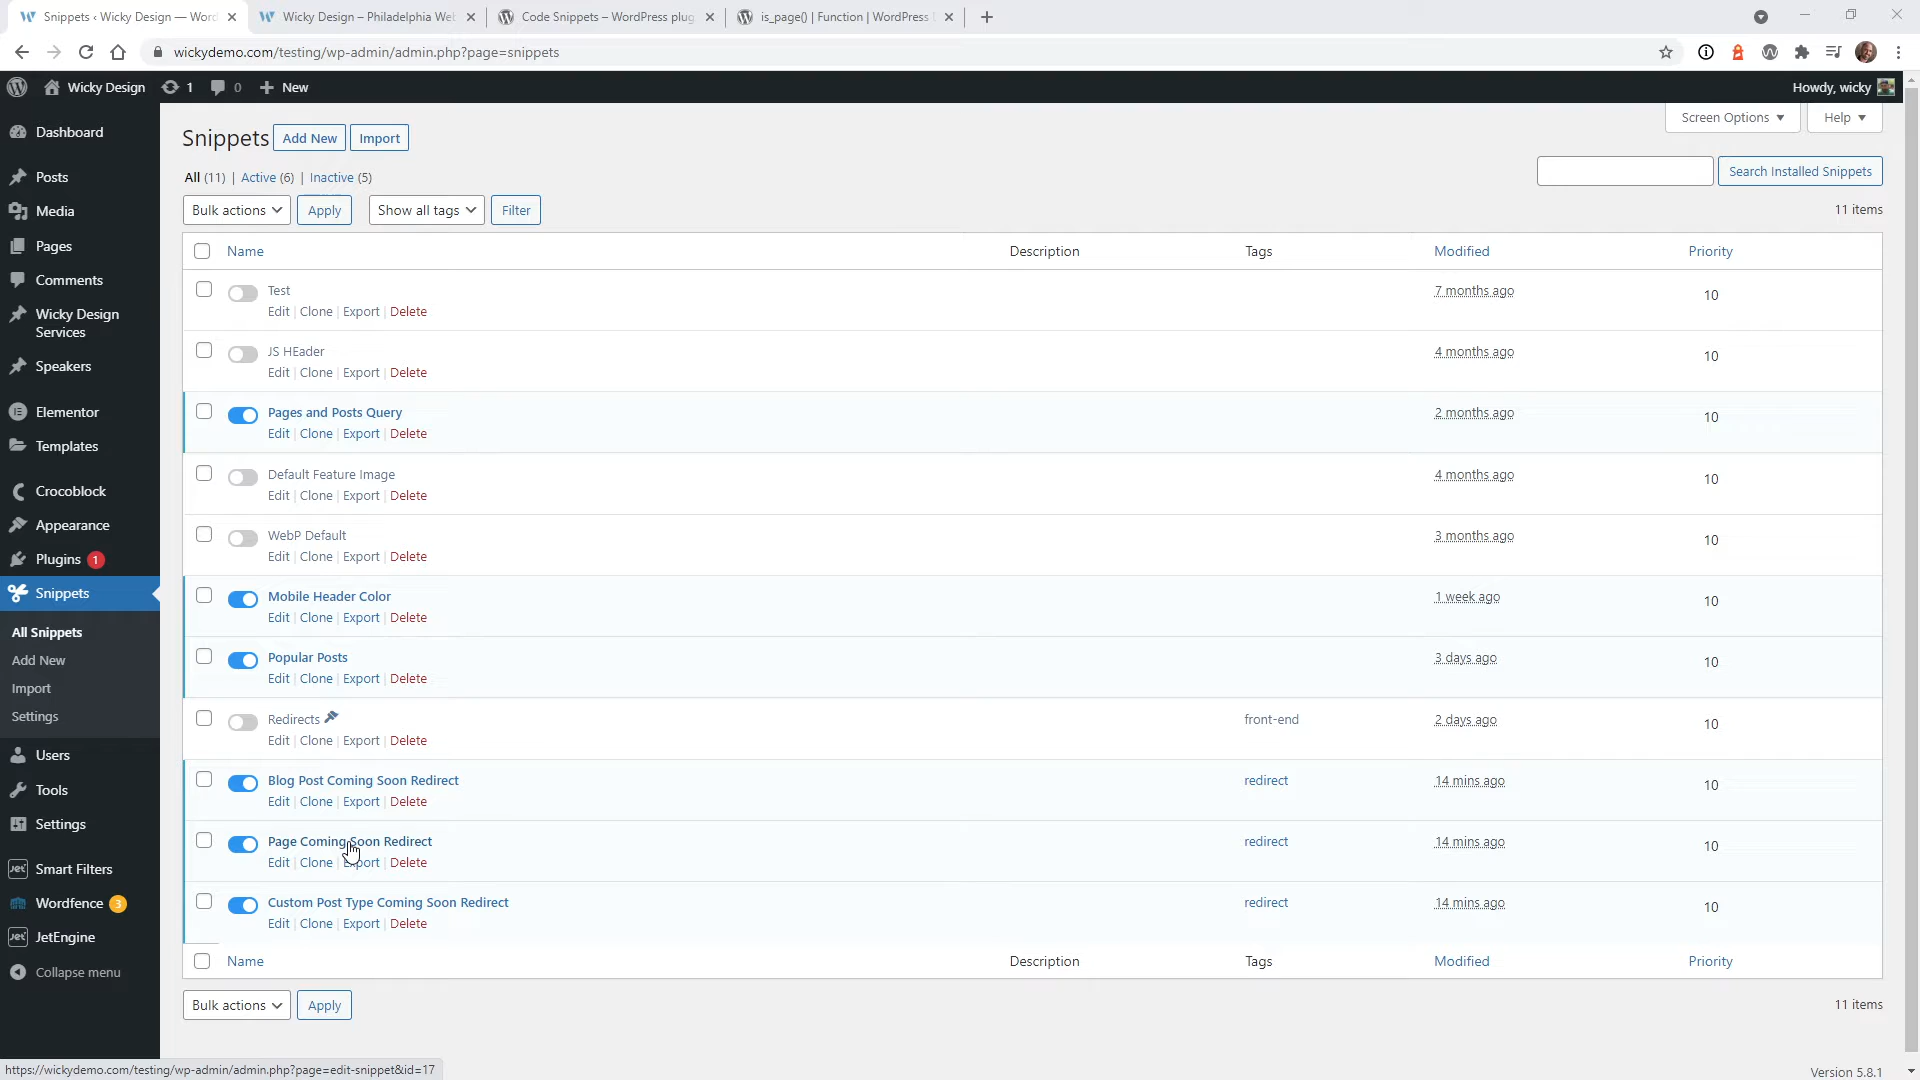 Snippets ‹ Wicky Design — Word
Wicky Design – Philadelphia Web
Code Snippets – WordPress plug
is_page() | Function | WordPress
wickydemo.com/testing/wp-admin/admin.php?page=snippets
Wicky Design
1
0
New
Howdy, wicky
Dashboard
Posts
Media
Pages
Comments
Wicky Design
Services
Speakers
Elementor
Templates
Crocoblock
Appearance
Plugins 1
Snippets
All Snippets
Add New
Import
Settings
Users
Tools
Settings
Smart Filters
Wordfence 3
JetEngine
Collapse menu
Screen Options
Help
Snippets
Add New
Import
All (11) | Active (6) | Inactive (5)
Search Installed Snippets
Bulk actions
Apply
Show all tags
Filter
11 items
Name Description Tags Modified Priority
Test 7 months ago 10
Edit | Clone | Export | Delete
JS HEader 4 months ago 10
Edit | Clone | Export | Delete
Pages and Posts Query 2 months ago 10
Edit | Clone | Export | Delete
Default Feature Image 4 months ago 10
Edit | Clone | Export | Delete
WebP Default 3 months ago 10
Edit | Clone | Export | Delete
Mobile Header Color 1 week ago 10
Edit | Clone | Export | Delete
Popular Posts 3 days ago 10
Edit | Clone | Export | Delete
Redirects front-end 2 days ago 10
Edit | Clone | Export | Delete
Blog Post Coming Soon Redirect redirect 14 mins ago 10
Edit | Clone | Export | Delete
Page Coming Soon Redirect redirect 14 mins ago 10
Edit | Clone | Export | Delete
Custom Post Type Coming Soon Redirect redirect 14 mins ago 10
Edit | Clone | Export | Delete
Name Description Tags Modified Priority
Bulk actions
Apply
11 items
https://wickydemo.com/testing/wp-admin/admin.php?page=edit-snippet&id=17
Version 5.8.1